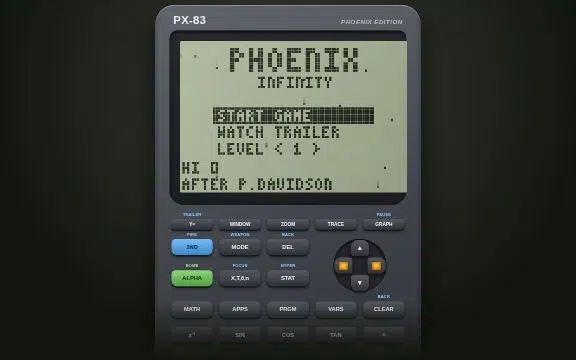 PX-83
PHOENIX EDITION
PHOENIX
INFINITY
START GAME
WATCH TRAILER
LEVEL < 1 >
HI 0
AFTER P.DAVIDSON
TRAILER PAUSE
Y= WINDOW ZOOM TRACE GRAPH
FIRE WEAPON BACK
2ND MODE DEL
BOMB FOCUS HYPER
ALPHA X,T,θ,n STAT
BACK
MATH APPS PRGM VARS CLEAR
SIN COS TAN ^